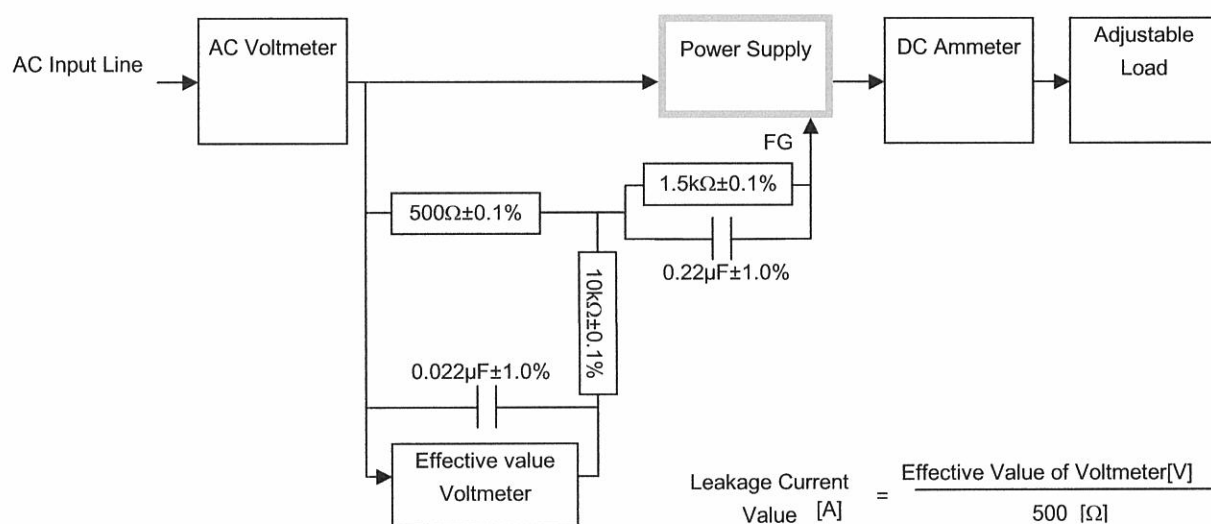 AC Input Line
AC Voltmeter
Power Supply
DC Ammeter
Adjustable
Load
FG
1.5kΩ±0.1%
500Ω±0.1%
0.22µF±1.0%
10kΩ±0.1%
0.022µF±1.0%
Effective value
Voltmeter
Leakage Current
Value [A]
=
Effective Value of Voltmeter[V]
500 [Ω]